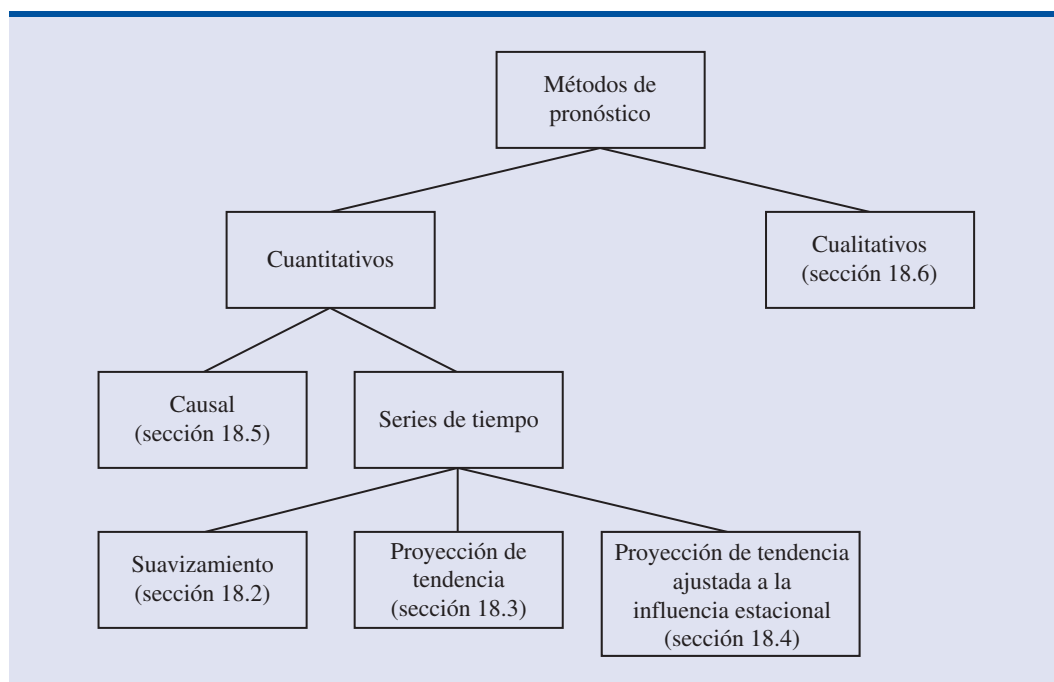 Métodos de
pronóstico
Cuantitativos
Cualitativos
(sección 18.6)
Causal
(sección 18.5)
Series de tiempo
Suavizamiento
(sección 18.2)
Proyección de
tendencia
(sección 18.3)
Proyección de tendencia
ajustada a la
influencia estacional
(sección 18.4)